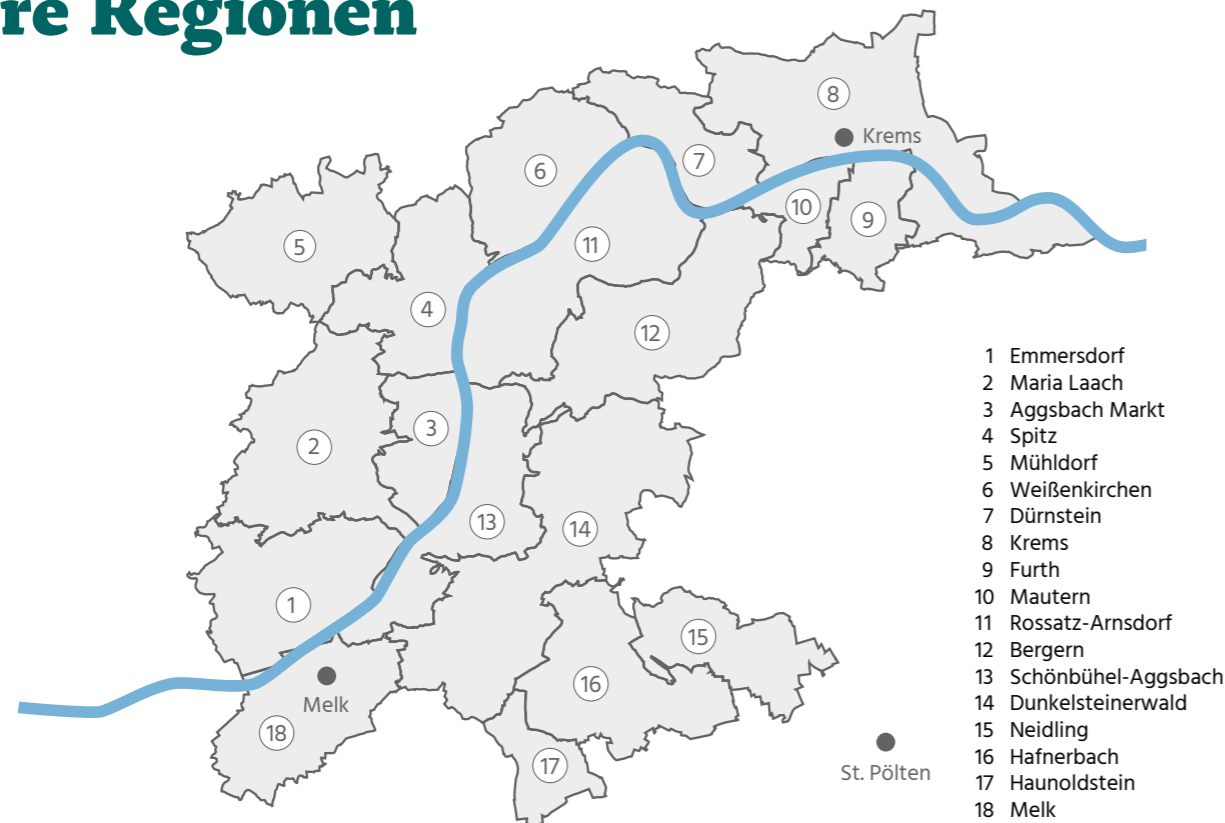 re Regionen
8
Krems
6
7
10
9
5
11
4
12
3
2
13
14
1
15
16
Melk
18
17
St. Pölten
1 Emmersdorf
2 Maria Laach
3 Aggsbach Markt
4 Spitz
5 Mühldorf
6 Weißenkirchen
7 Dürnstein
8 Krems
9 Furth
10 Mautern
11 Rossatz-Arnsdorf
12 Bergern
13 Schönbühel-Aggsbach
14 Dunkelsteinerwald
15 Neidling
16 Hafnerbach
17 Haunoldstein
18 Melk